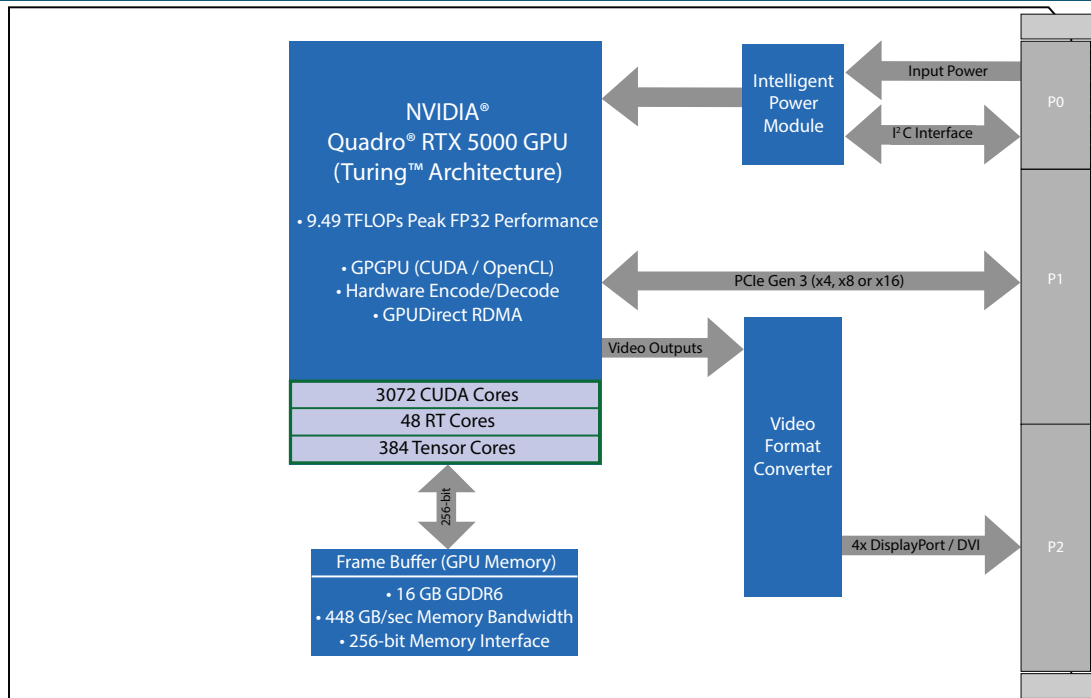 NVIDIA®
Quadro® RTX 5000 GPU
(Turing™ Architecture)
• 9.49 TFLOPs Peak FP32 Performance
• GPGPU (CUDA / OpenCL)
• Hardware Encode/Decode
• GPUDirect RDMA
3072 CUDA Cores
48 RT Cores
384 Tensor Cores
256-bit
Frame Buffer (GPU Memory)
• 16 GB GDDR6
• 448 GB/sec Memory Bandwidth
• 256-bit Memory Interface
Intelligent
Power
Module
Input Power
I²C Interface
P0
PCIe Gen 3 (x4, x8 or x16)
P1
Video Outputs
Video
Format
Converter
4x DisplayPort / DVI
P2